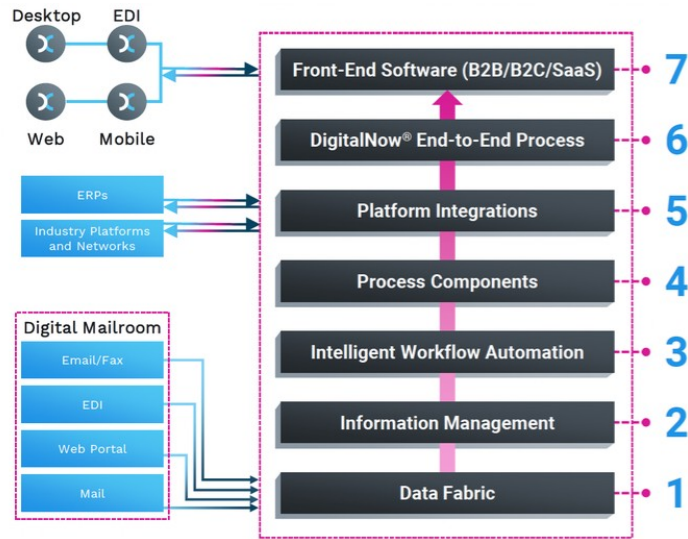 Desktop
EDI
Web
Mobile
Front-End Software (B2B/B2C/SaaS)
7
DigitalNow® End-to-End Process
6
ERPs
Industry Platforms
and Networks
Platform Integrations
5
Process Components
4
Digital Mailroom
Email/Fax
EDI
Web Portal
Mail
Intelligent Workflow Automation
3
Information Management
2
Data Fabric
1